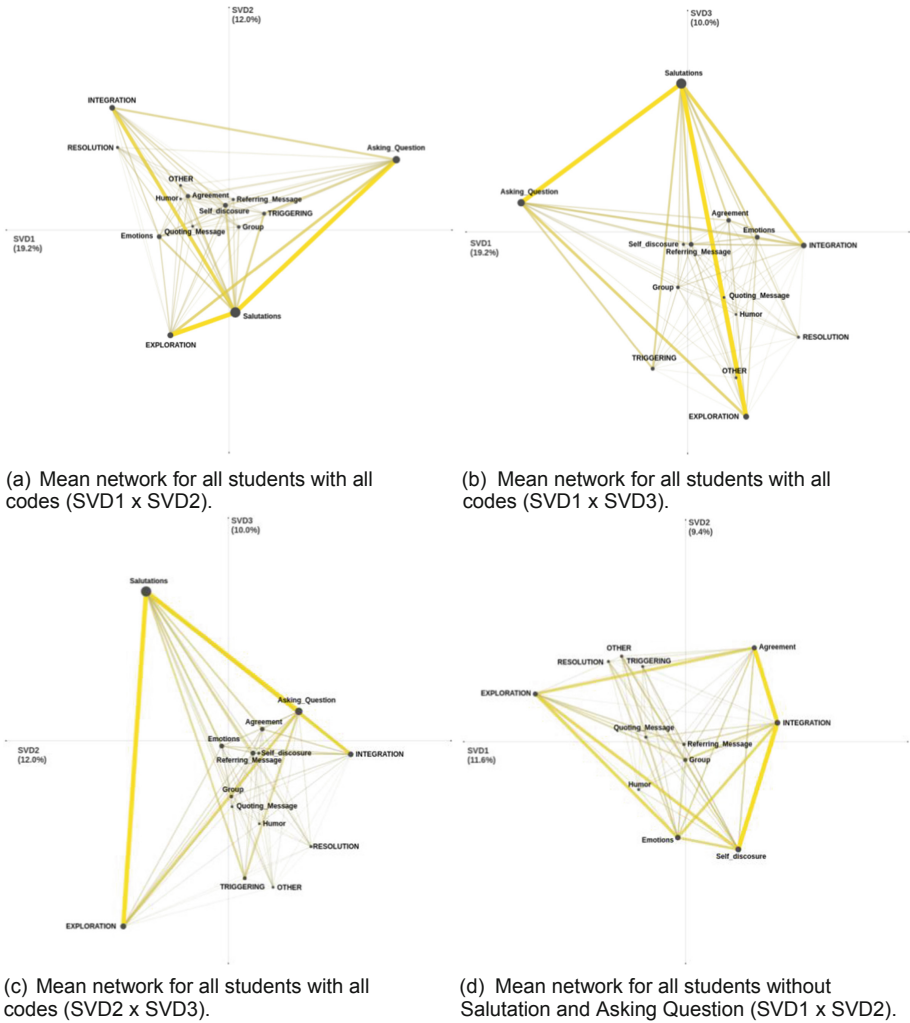 SVD2
(12.0%)
INTEGRATION
Asking_Question
RESOLUTION
OTHER
Humor
Agreement
Referring_Message
Self_discosure
TRIGGERING
Quoting_Message
Group
Emotions
SVD1
(19.2%)
Salutations
EXPLORATION
(a) Mean network for all students with all
codes (SVD1 x SVD2).
SVD3
(10.0%)
Salutations
Asking_Question
Agreement
Emotions
SVD1
(19.2%)
Self_discosure
Referring_Message
INTEGRATION
Group
Quoting_Message
Humor
RESOLUTION
TRIGGERING
OTHER
EXPLORATION
(b) Mean network for all students with all
codes (SVD1 x SVD3).
SVD3
(10.0%)
Salutations
Asking_Question
Agreement
Emotions
SVD2
(12.0%)
Self_discosure
Referring_Message
INTEGRATION
Group
Quoting_Message
Humor
RESOLUTION
TRIGGERING
OTHER
EXPLORATION
(c) Mean network for all students with all
codes (SVD2 x SVD3).
SVD2
(9.4%)
OTHER
Agreement
RESOLUTION
TRIGGERING
EXPLORATION
INTEGRATION
Quoting_Message
SVD1
(11.6%)
Referring_Message
Group
Humor
Emotions
Self_discosure
(d) Mean network for all students without
Salutation and Asking Question (SVD1 x SVD2).